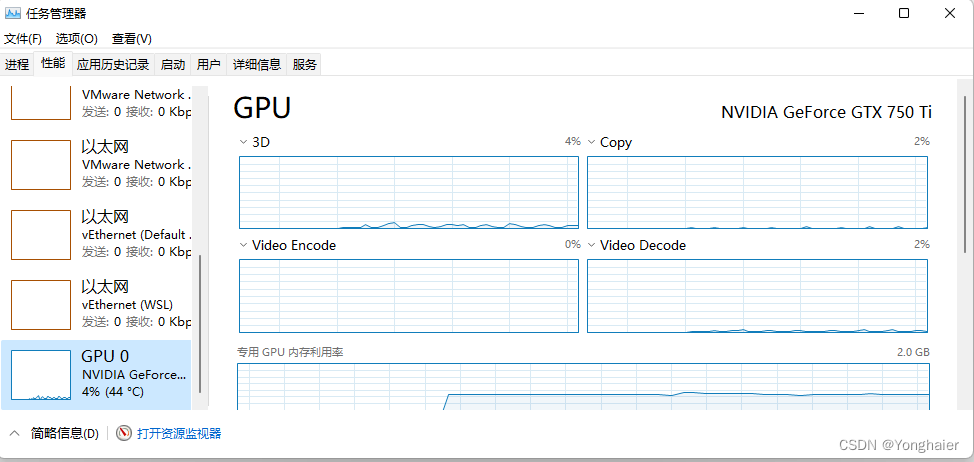 任务管理器
文件(F) 选项(O) 查看(V)
进程 性能 应用历史记录 启动 用户 详细信息 服务
VMware Network ...
发送: 0 接收: 0 Kbp
以太网
VMware Network ...
发送: 0 接收: 0 Kbp
以太网
vEthernet (Default ...
发送: 0 接收: 0 Kbp
以太网
vEthernet (WSL)
发送: 0 接收: 0 Kbp
GPU 0
NVIDIA GeForce...
4% (44 °C)
GPU NVIDIA GeForce GTX 750 Ti
3D 4% Copy 2%
Video Encode 0% Video Decode 2%
专用 GPU 内存利用率 2.0 GB
简略信息(D) 打开资源监视器
CSDN @Yonghaier